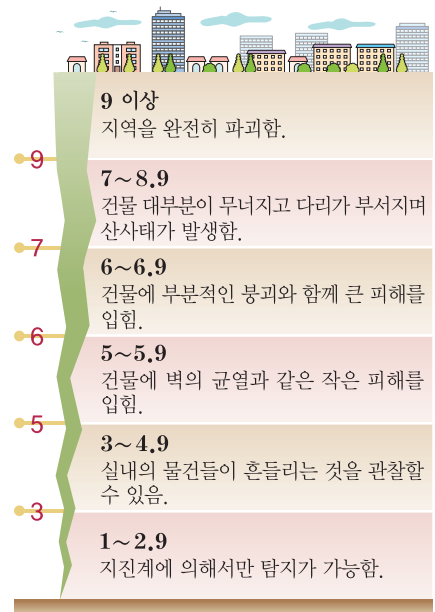 9 이상
지역을 완전히 파괴함.
9
7~8.9
건물 대부분이 무너지고 다리가 부서지며
산사태가 발생함.
7
6~6.9
건물에 부분적인 붕괴와 함께 큰 피해를
입힘.
6
5~5.9
건물에 벽의 균열과 같은 작은 피해를
입힘.
5
3~4.9
실내의 물건들이 흔들리는 것을 관찰할
수 있음.
3
1~2.9
지진계에 의해서만 탐지가 가능함.